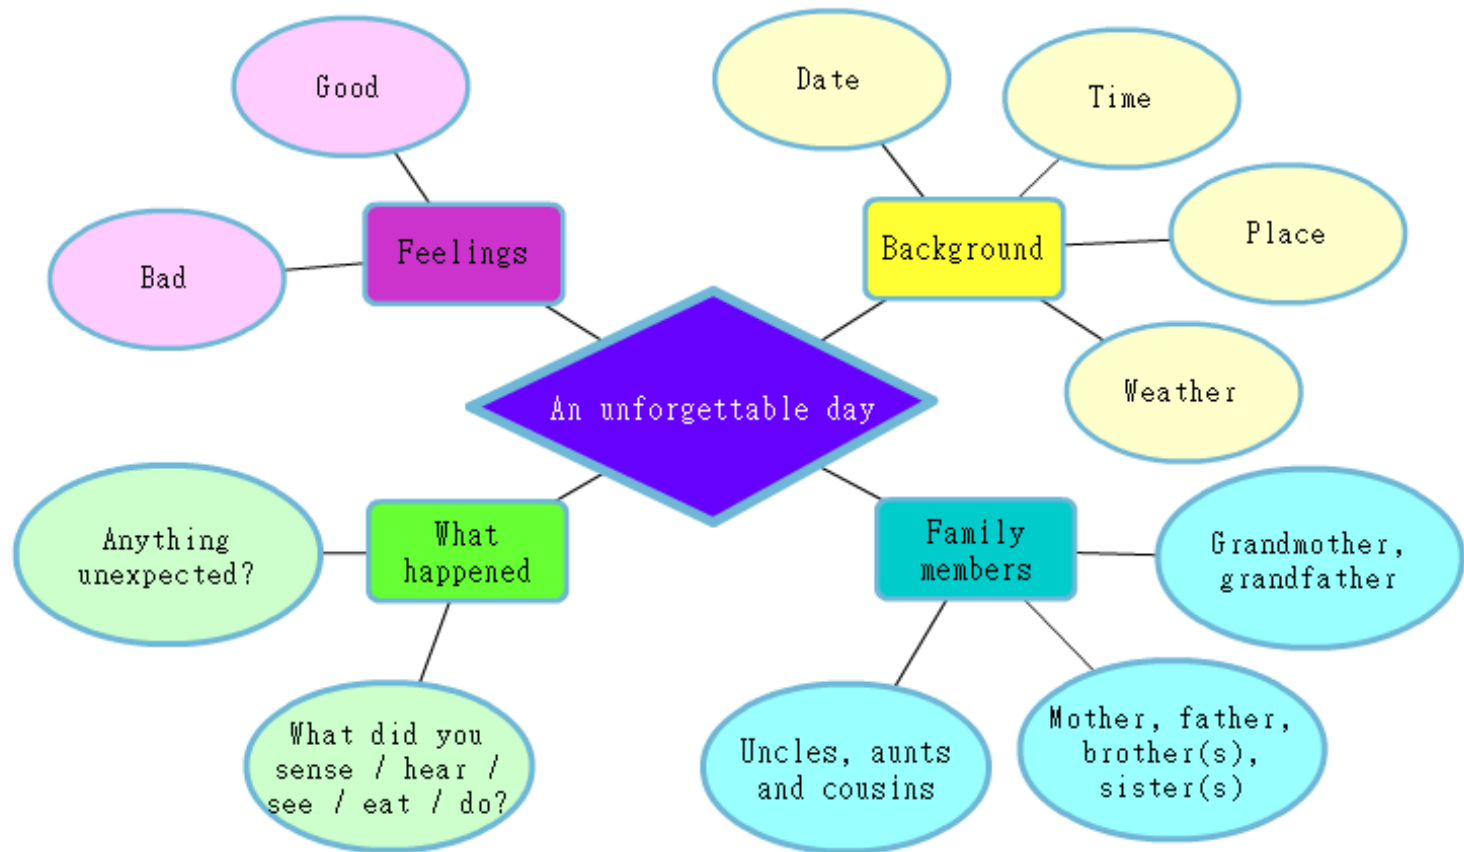 Good
Date
Time
Feelings
Background
Place
Bad
Weather
An unforgettable day
Anything
unexpected?
What
happened
Family
members
Grandmother,
grandfather
What did you
sense / hear /
see / eat / do?
Uncles, aunts
and cousins
Mother, father,
brother(s),
sister(s)